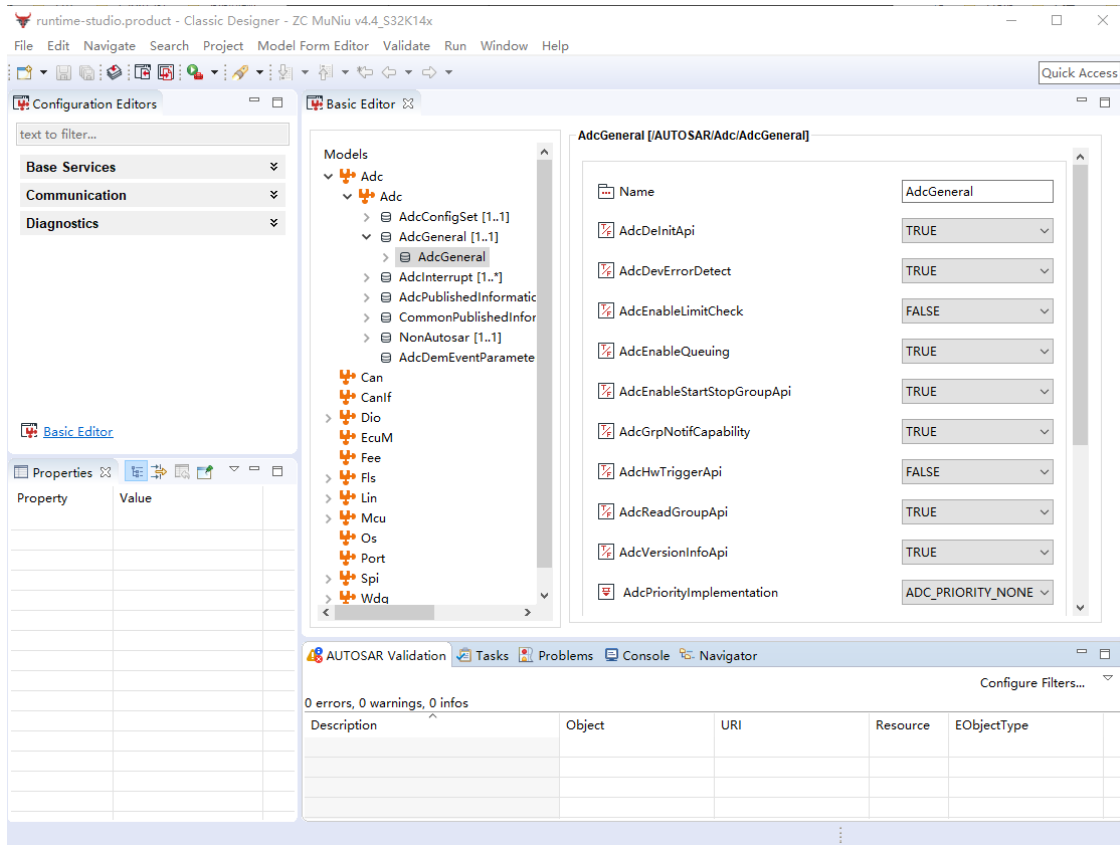 runtime-studio.product - Classic Designer - ZC MuNiu v4.4_S32K14x
File Edit Navigate Search Project Model Form Editor Validate Run Window Help
Quick Access
Configuration Editors
text to filter...
Base Services
Communication
Diagnostics
Basic Editor
Properties
Property Value
Basic Editor
Models
Adc
Adc
AdcConfigSet [1..1]
AdcGeneral [1..1]
AdcGeneral
AdcInterrupt [1..*]
AdcPublishedInformatic
CommonPublishedInfor
NonAutosar [1..1]
AdcDemEventParamete
Can
CanIf
Dio
EcuM
Fee
Fls
Lin
Mcu
Os
Port
Spi
Wdg
AdcGeneral [/AUTOSAR/Adc/AdcGeneral]
Name AdcGeneral
AdcDeInitApi TRUE
AdcDevErrorDetect TRUE
AdcEnableLimitCheck FALSE
AdcEnableQueuing TRUE
AdcEnableStartStopGroupApi TRUE
AdcGrpNotifCapability TRUE
AdcHwTriggerApi FALSE
AdcReadGroupApi TRUE
AdcVersionInfoApi TRUE
AdcPriorityImplementation ADC_PRIORITY_NONE
AUTOSAR Validation Tasks Problems Console Navigator
Configure Filters...
0 errors, 0 warnings, 0 infos
Description Object URI Resource EObjectType